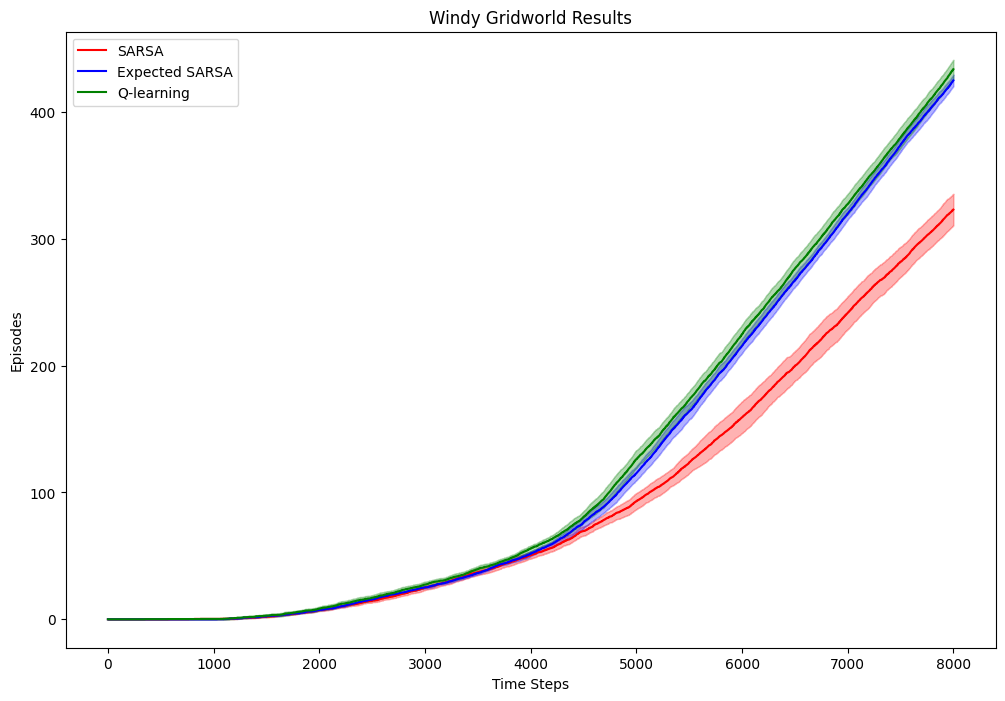 Windy Gridworld Results
SARSA
Expected SARSA
Q-learning
Episodes
400
300
200
100
0
0 1000 2000 3000 4000 5000 6000 7000 8000
Time Steps